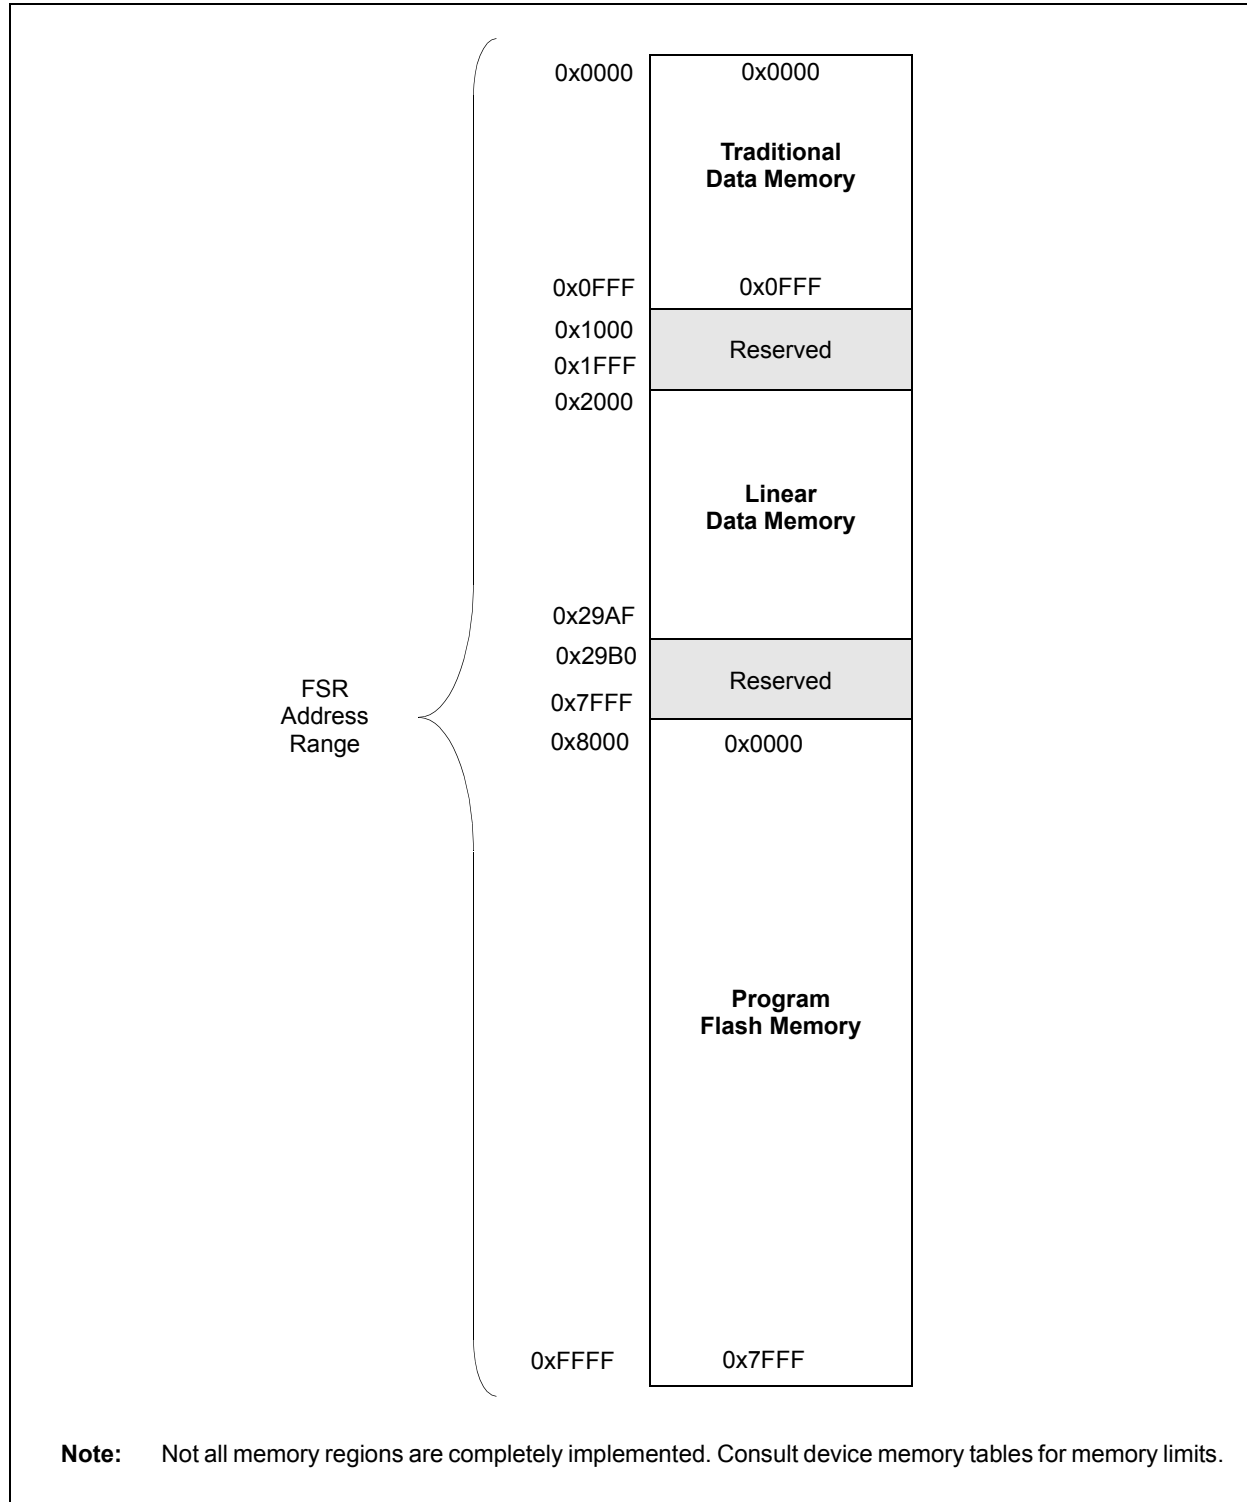 0x0000 0x0000
Traditional
Data Memory
0x0FFF 0x0FFF
0x1000
Reserved
0x1FFF
0x2000
Linear
Data Memory
0x29AF
0x29B0
Reserved
0x7FFF
FSR
Address
Range
0x8000 0x0000
Program
Flash Memory
0xFFFF 0x7FFF
Note: Not all memory regions are completely implemented. Consult device memory tables for memory limits.